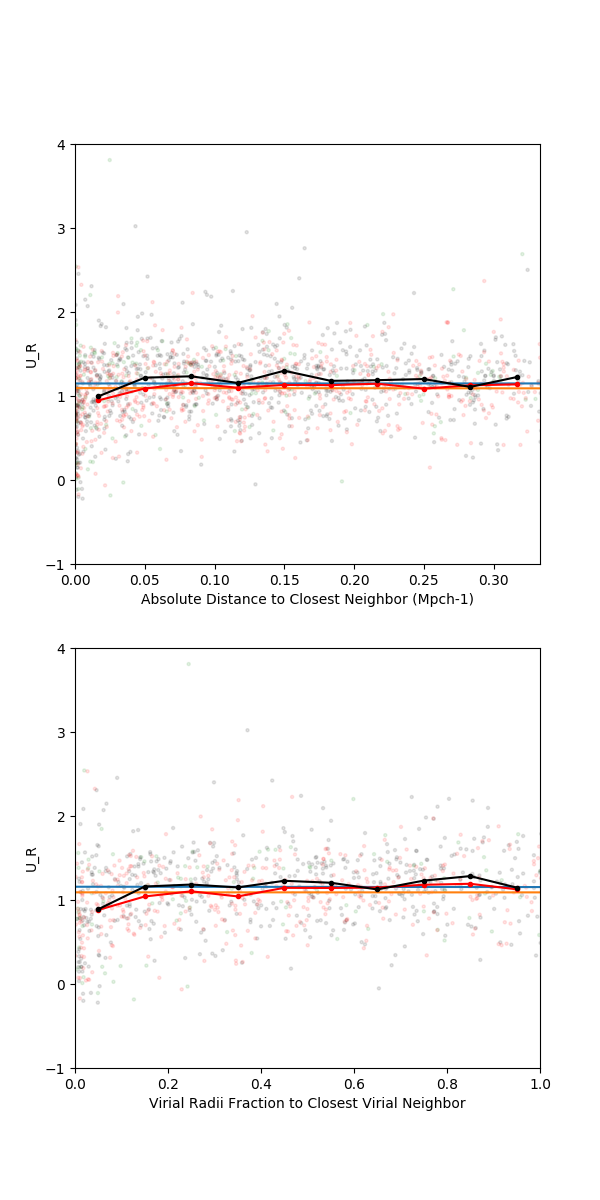 4
3
2
1
0
−1
U_R
0.00 0.05 0.10 0.15 0.20 0.25 0.30
Absolute Distance to Closest Neighbor (Mpch-1)
4
3
2
1
0
−1
U_R
0.0 0.2 0.4 0.6 0.8 1.0
Virial Radii Fraction to Closest Virial Neighbor